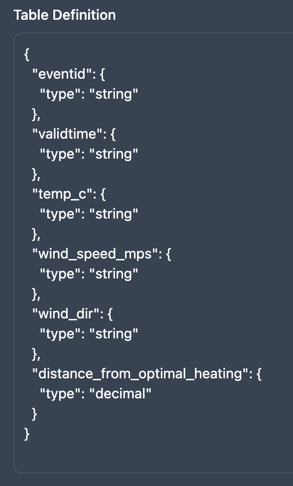 Table Definition
{
  "eventid": {
    "type": "string"
  },
  "validtime": {
    "type": "string"
  },
  "temp_c": {
    "type": "string"
  },
  "wind_speed_mps": {
    "type": "string"
  },
  "wind_dir": {
    "type": "string"
  },
  "distance_from_optimal_heating": {
    "type": "decimal"
  }
}